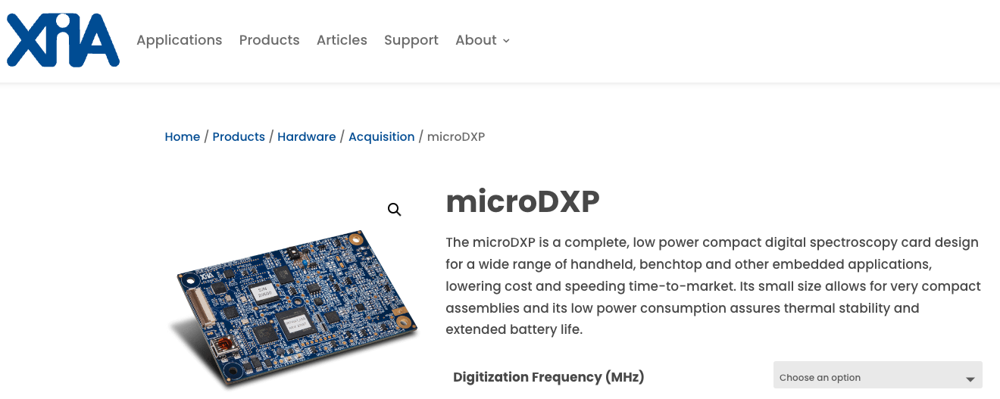 XIA
Applications Products Articles Support About
Home / Products / Hardware / Acquisition / microDXP
microDXP
The microDXP is a complete, low power compact digital spectroscopy card design
for a wide range of handheld, benchtop and other embedded applications,
lowering cost and speeding time-to-market. Its small size allows for very compact
assemblies and its low power consumption assures thermal stability and
extended battery life.
XIA
S/N
Digitization Frequency (MHz)
Choose an option